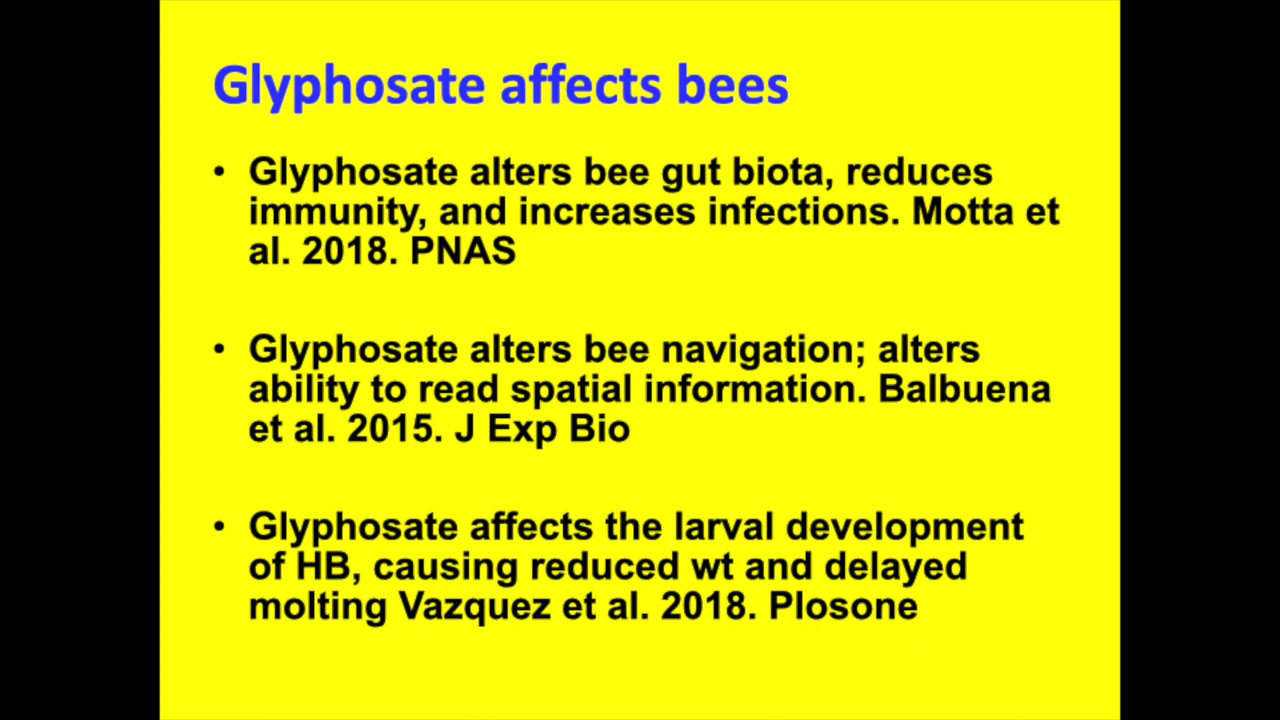 Glyphosate affects bees
• Glyphosate alters bee gut biota, reduces
immunity, and increases infections. Motta et
al. 2018. PNAS
• Glyphosate alters bee navigation; alters
ability to read spatial information. Balbuena
et al. 2015. J Exp Bio
• Glyphosate affects the larval development
of HB, causing reduced wt and delayed
molting Vazquez et al. 2018. Plosone